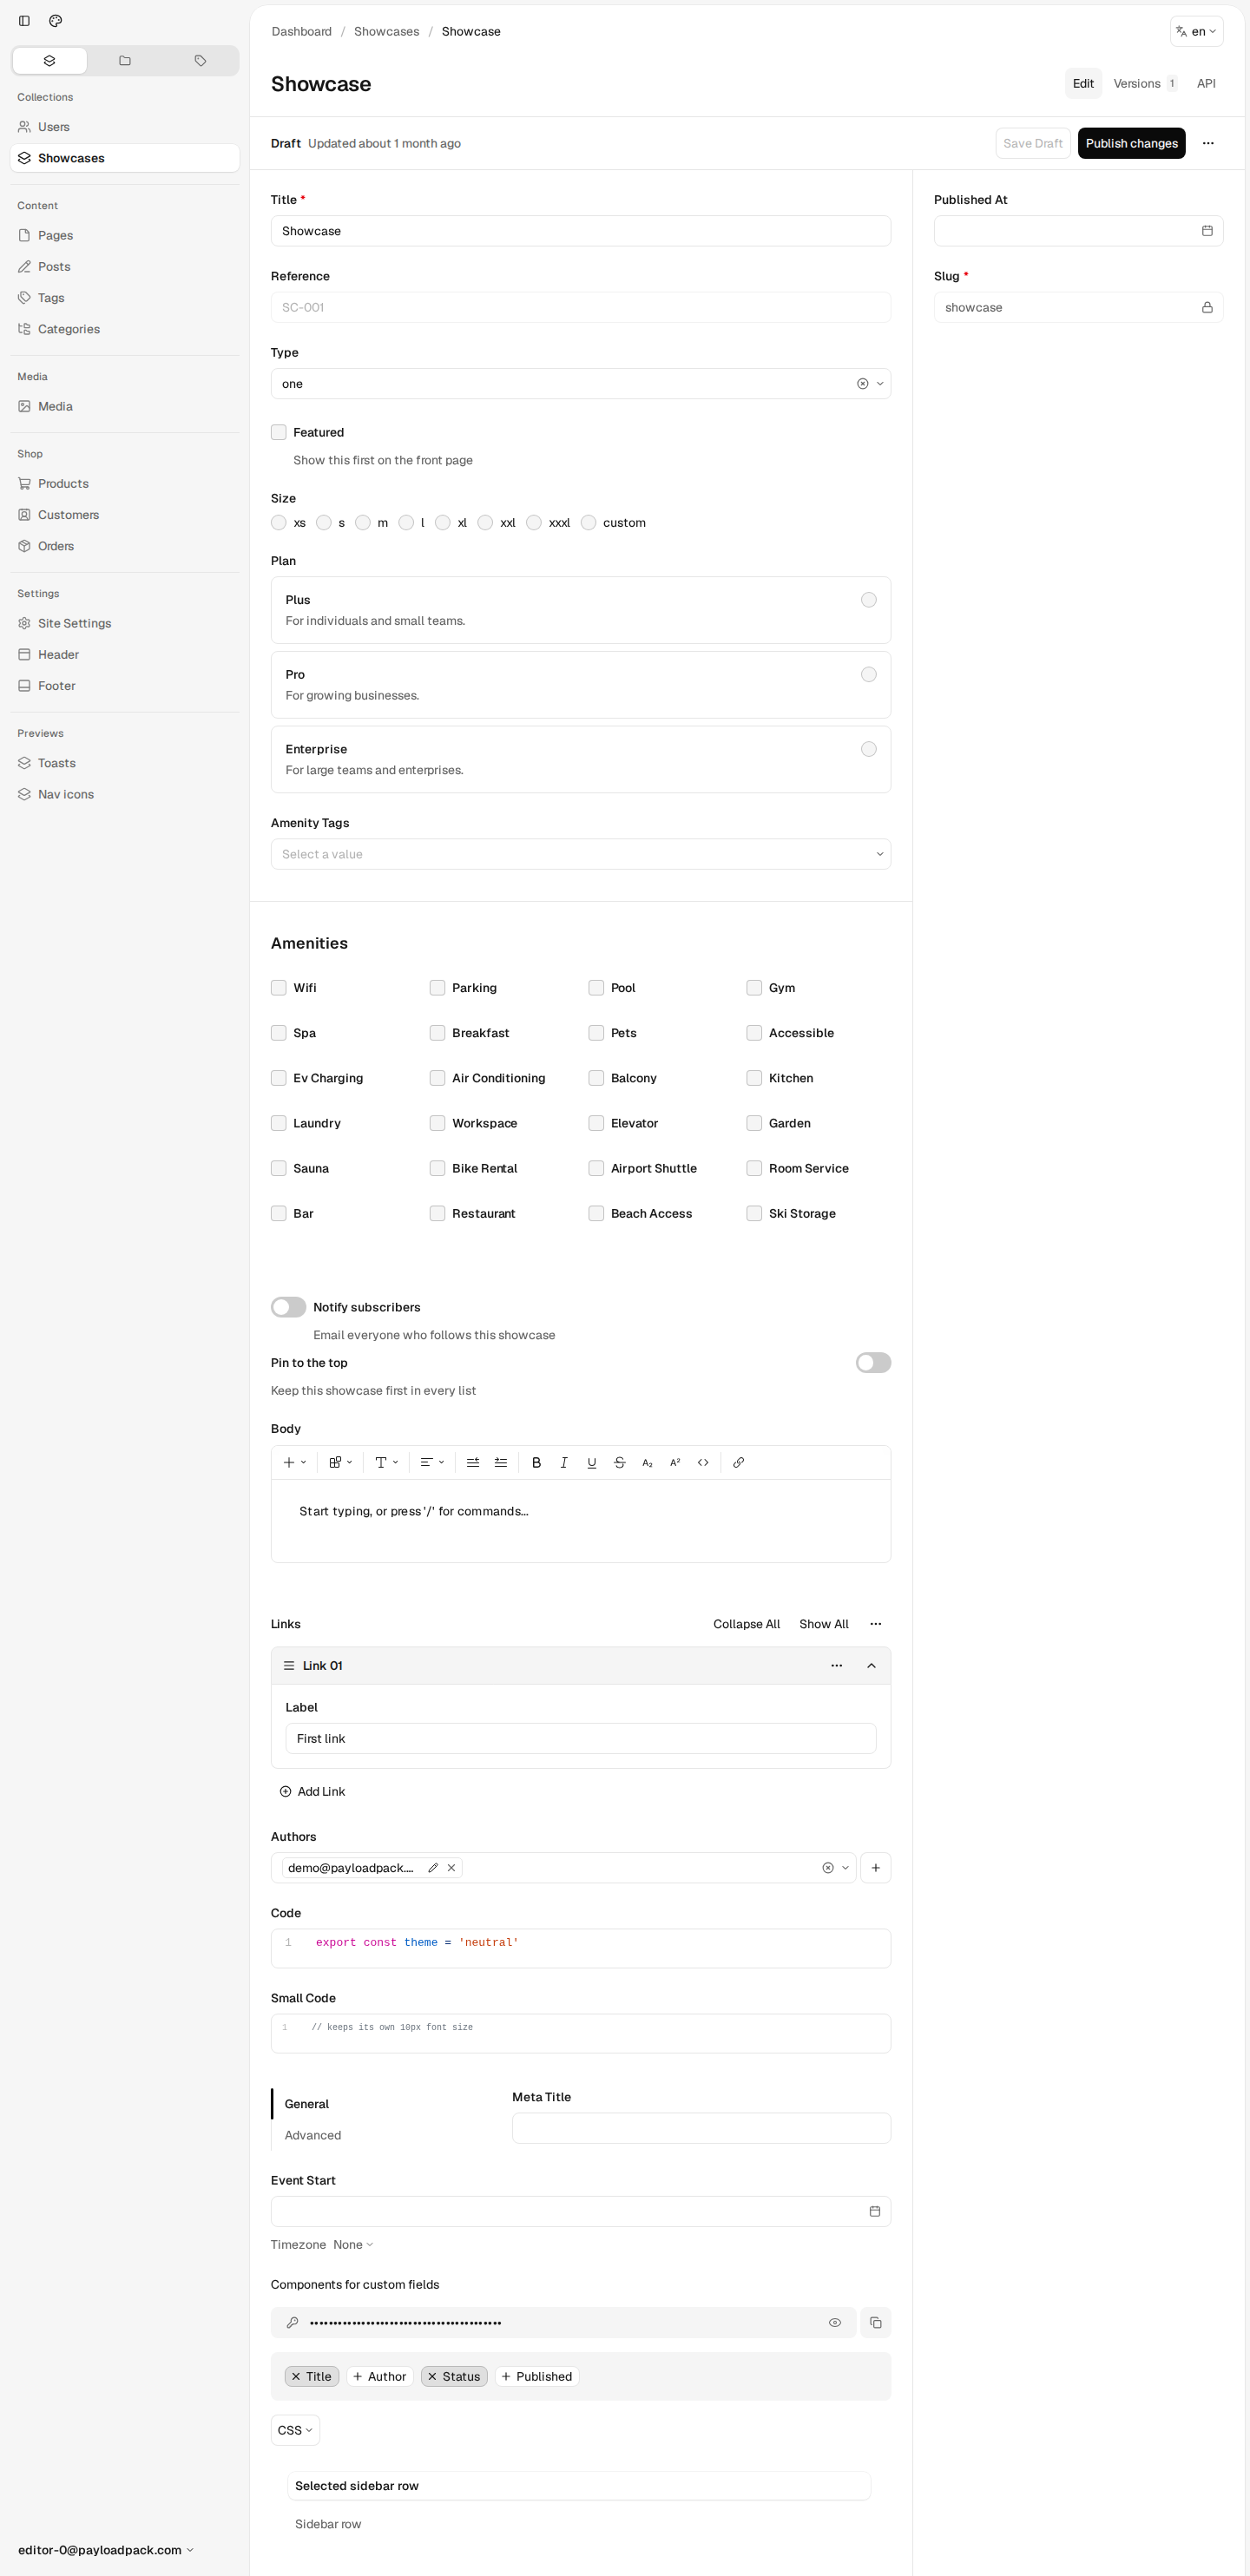 Dashboard / Showcases / Showcase
en
Collections
Users
Showcases
Content
Pages
Posts
Tags
Categories
Media
Media
Shop
Products
Customers
Orders
Settings
Site Settings
Header
Footer
Previews
Toasts
Nav icons
editor-0@payloadpack.com
Showcase
Edit Versions 1 API
Draft Updated about 1 month ago
Save Draft Publish changes
Title *
Showcase
Reference
SC-001
Type
one
Featured
Show this first on the front page
Size
xs s m l xl xxl xxxl custom
Plan
Plus
For individuals and small teams.
Pro
For growing businesses.
Enterprise
For large teams and enterprises.
Amenity Tags
Select a value
Amenities
Wifi Parking Pool Gym
Spa Breakfast Pets Accessible
Ev Charging Air Conditioning Balcony Kitchen
Laundry Workspace Elevator Garden
Sauna Bike Rental Airport Shuttle Room Service
Bar Restaurant Beach Access Ski Storage
Notify subscribers
Email everyone who follows this showcase
Pin to the top
Keep this showcase first in every list
Body
Start typing, or press '/' for commands...
Links Collapse All Show All
Link 01
Label
First link
Add Link
Authors
demo@payloadpack....
Code
1 export const theme = 'neutral'
Small Code
1 // keeps its own 10px font size
General
Advanced
Meta Title
Event Start
Timezone None
Components for custom fields
Title Author Status Published
CSS
Selected sidebar row
Sidebar row
Published At
Slug *
showcase